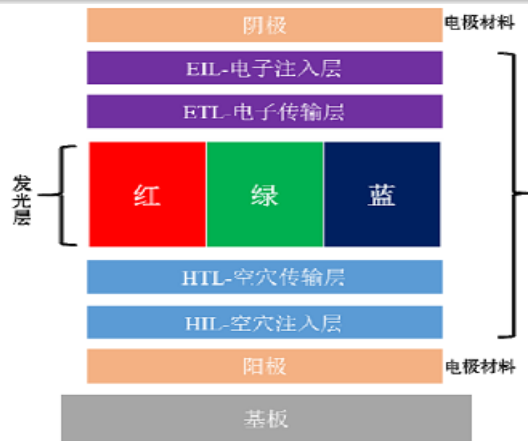 阴极 电极材料
EIL-电子注入层
ETL-电子传输层
发光层 红 绿 蓝
HTL-空穴传输层
HIL-空穴注入层
阳极 电极材料
基板